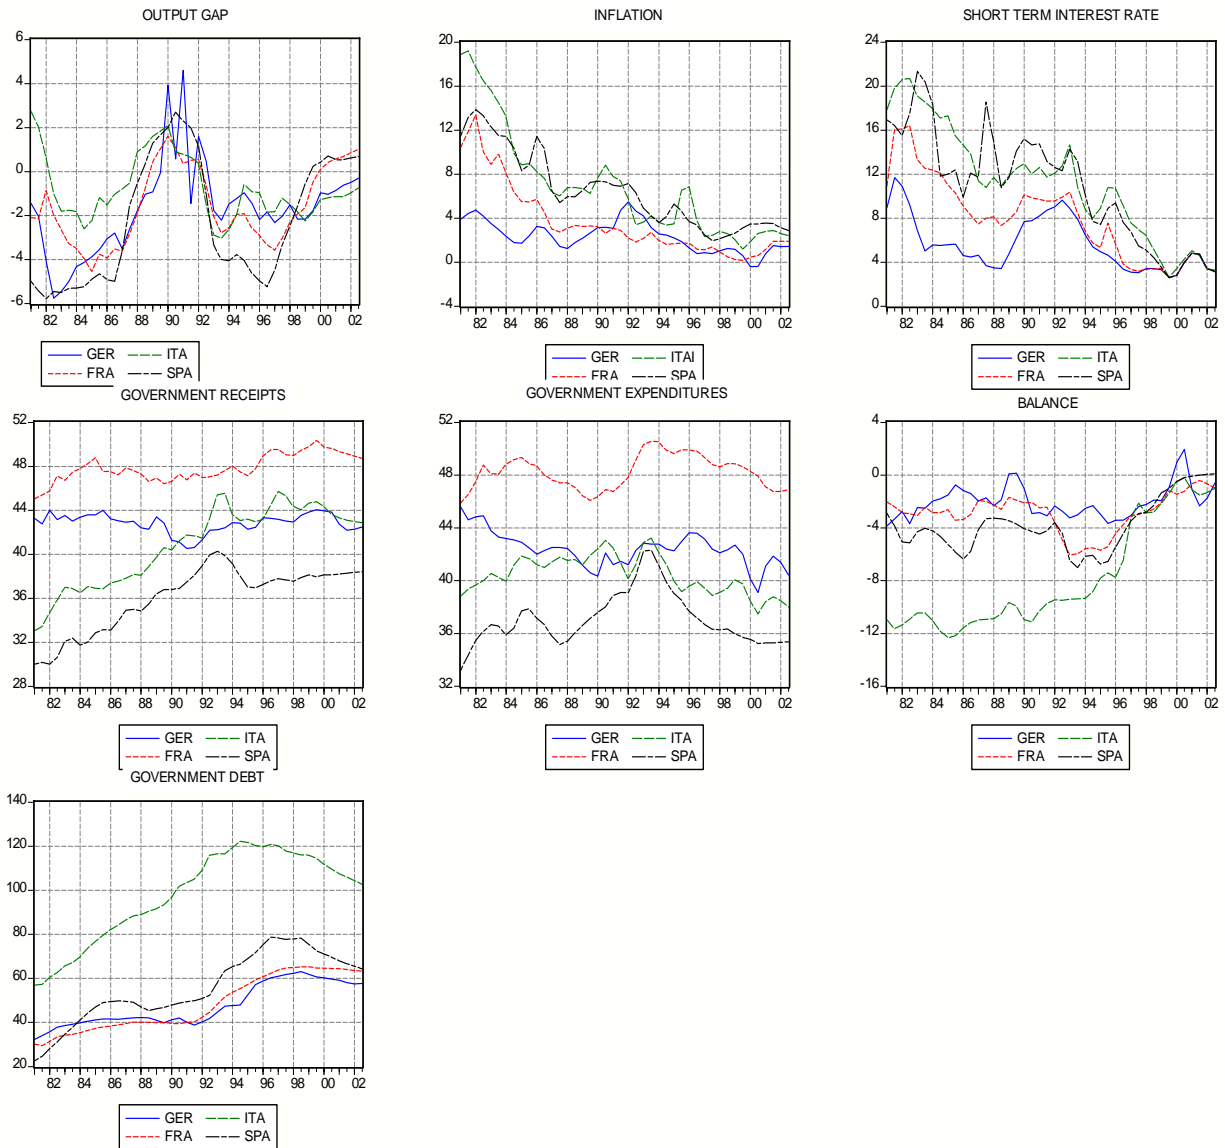 OUTPUT GAP
6
4
2
0
-2
-4
-6
82 84 86 88 90 92 94 96 98 00 02
GER ITA
FRA SPA
INFLATION
20
16
12
8
4
0
-4
82 84 86 88 90 92 94 96 98 00 02
GER ITAI
FRA SPA
SHORT TERM INTEREST RATE
24
20
16
12
8
4
0
82 84 86 88 90 92 94 96 98 00 02
GER ITA
FRA SPA
GOVERNMENT RECEIPTS
52
48
44
40
36
32
28
82 84 86 88 90 92 94 96 98 00 02
GER ITA
FRA SPA
GOVERNMENT EXPENDITURES
52
48
44
40
36
32
82 84 86 88 90 92 94 96 98 00 02
GER ITA
FRA SPA
BALANCE
4
0
-4
-8
-12
-16
82 84 86 88 90 92 94 96 98 00 02
GER ITA
FRA SPA
GOVERNMENT DEBT
140
120
100
80
60
40
20
82 84 86 88 90 92 94 96 98 00 02
GER ITA
FRA SPA